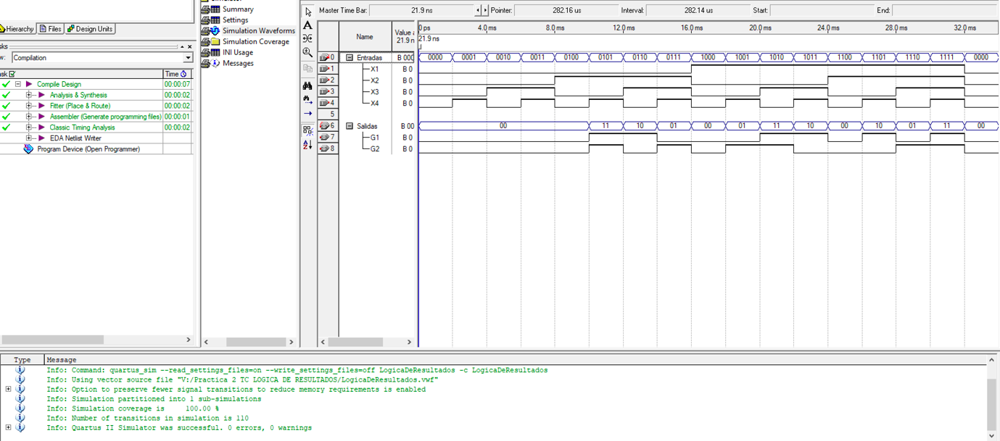 Hierarchy Files Design Units
Compilation
Time
Compile Design 00:00:07
Analysis & Synthesis 00:00:02
Fitter (Place & Route) 00:00:02
Assembler (Generate programming files) 00:00:01
Classic Timing Analysis 00:00:02
EDA Netlist Writer
Program Device (Open Programmer)
Summary
Settings
Simulation Waveforms
Simulation Coverage
INI Usage
Messages
Master Time Bar: 21.9 ns Pointer: 282.16 us Interval: 282.14 us Start: End:
Name
Value a
21.9 n
0 ps 4.0 ms 8.0 ms 12.0 ms 16.0 ms 20.0 ms 24.0 ms 28.0 ms 32.0 ms
21.9 ns
0 Entradas B 000 0000 0001 0010 0011 0100 0101 0110 0111 1000 1001 1010 1011 1100 1101 1110 1111 0000
1 X1 B 0
2 X2 B 0
3 X3 B 0
4 X4 B 0
5
6 Salidas B 00 00 11 10 01 00 01 11 10 00 10 01 11 00
7 G1 B 0
8 G2 B 0
Type Message
Info: Command: quartus_sim --read_settings_files=on --write_settings_files=off LogicaDeResultados -c LogicaDeResultados
Info: Using vector source file "V:/Practica 2 TC LOGICA DE RESULTADOS/LogicaDeResultados.vwf"
Info: Option to preserve fewer signal transitions to reduce memory requirements is enabled
Info: Simulation partitioned into 1 sub-simulations
Info: Simulation coverage is 100.00 %
Info: Number of transitions in simulation is 110
Info: Quartus II Simulator was successful. 0 errors, 0 warnings